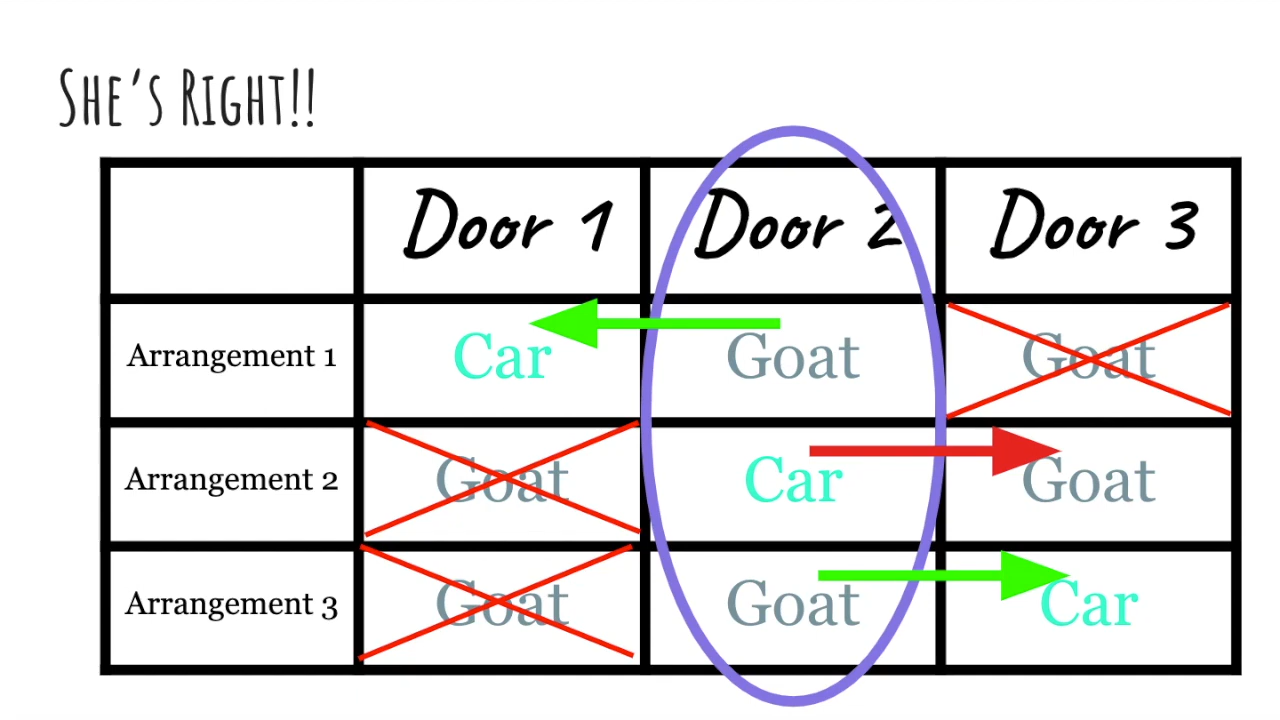 SHE'S RIGHT!!
Door 1 Door 2 Door 3
Arrangement 1 Car Goat Goat
Arrangement 2 Goat Car Goat
Arrangement 3 Goat Goat Car